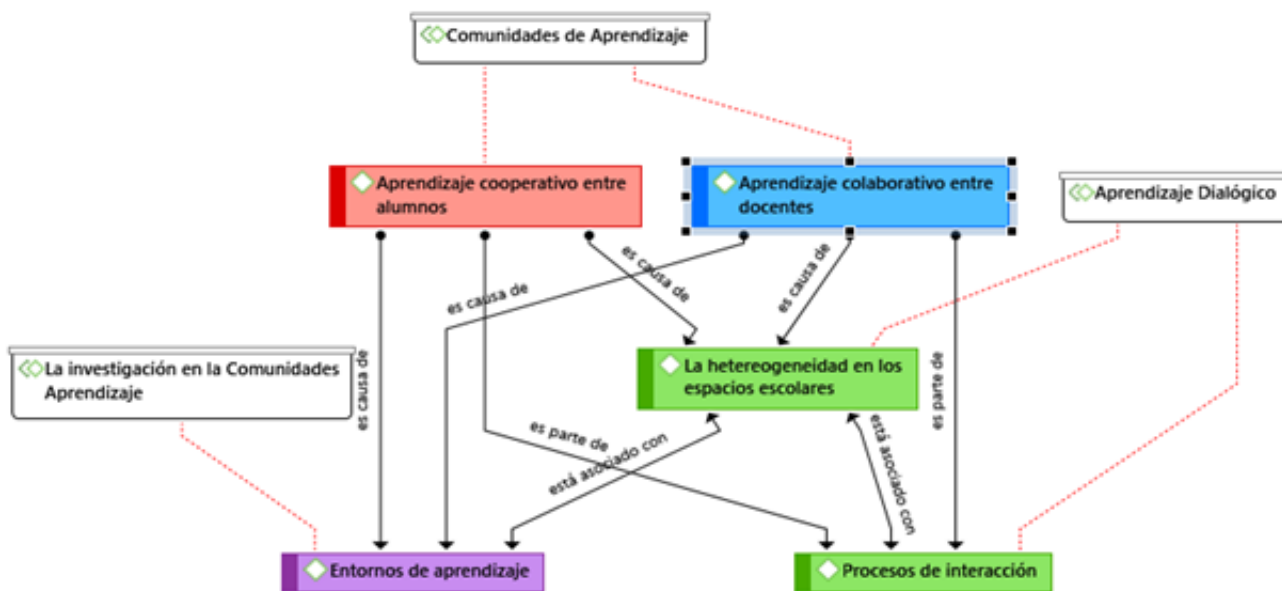 Comunidades de Aprendizaje
Aprendizaje cooperativo entre
alumnos
Aprendizaje colaborativo entre
docentes
Aprendizaje Dialógico
es causa de
es causa de
es causa de
La investigación en la Comunidades
Aprendizaje
es causa de
La hetereogeneidad en los
espacios escolares
es parte de
es parte de
está asociado con
está asociado con
Entornos de aprendizaje
Procesos de interacción